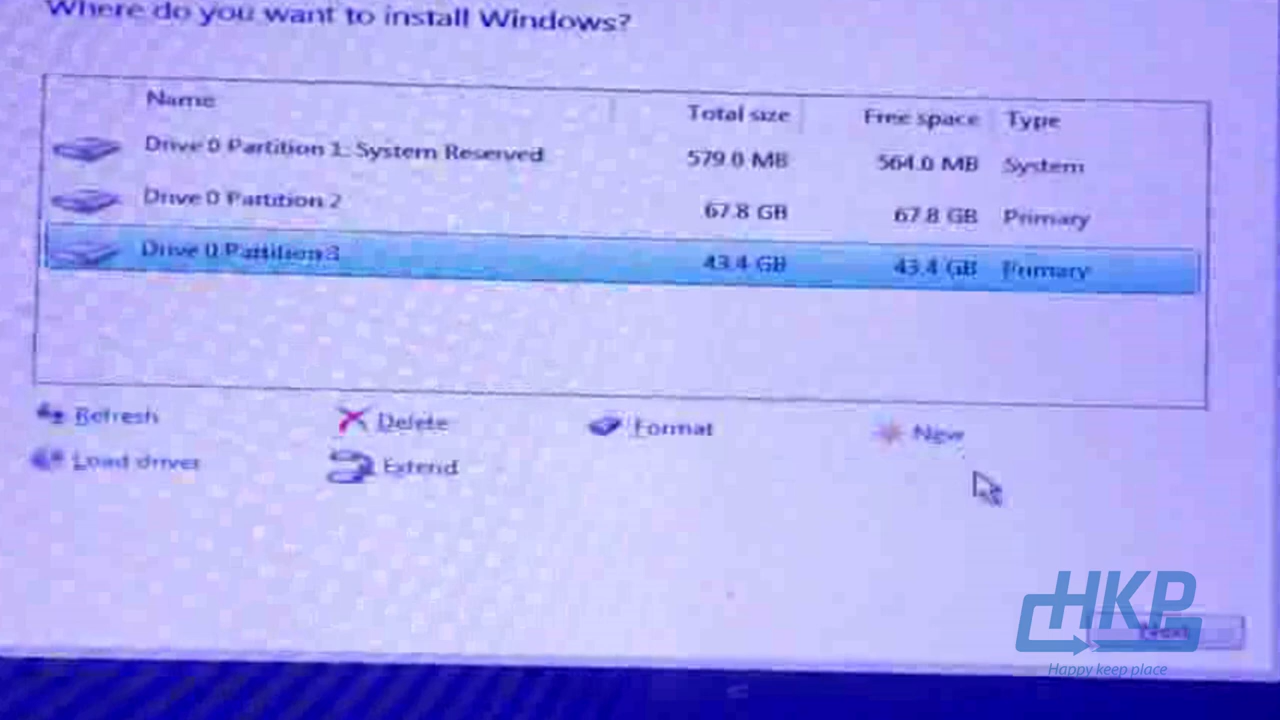 Where do you want to install Windows?
Name Total size Free space Type
Drive 0 Partition 1: System Reserved 579.0 MB 564.0 MB System
Drive 0 Partition 2 67.8 GB 67.8 GB Primary
Drive 0 Partition 3 43.4 GB 43.4 GB Primary
Refresh Delete Format New
Load driver Extend
HKP
Next
Happy keep place